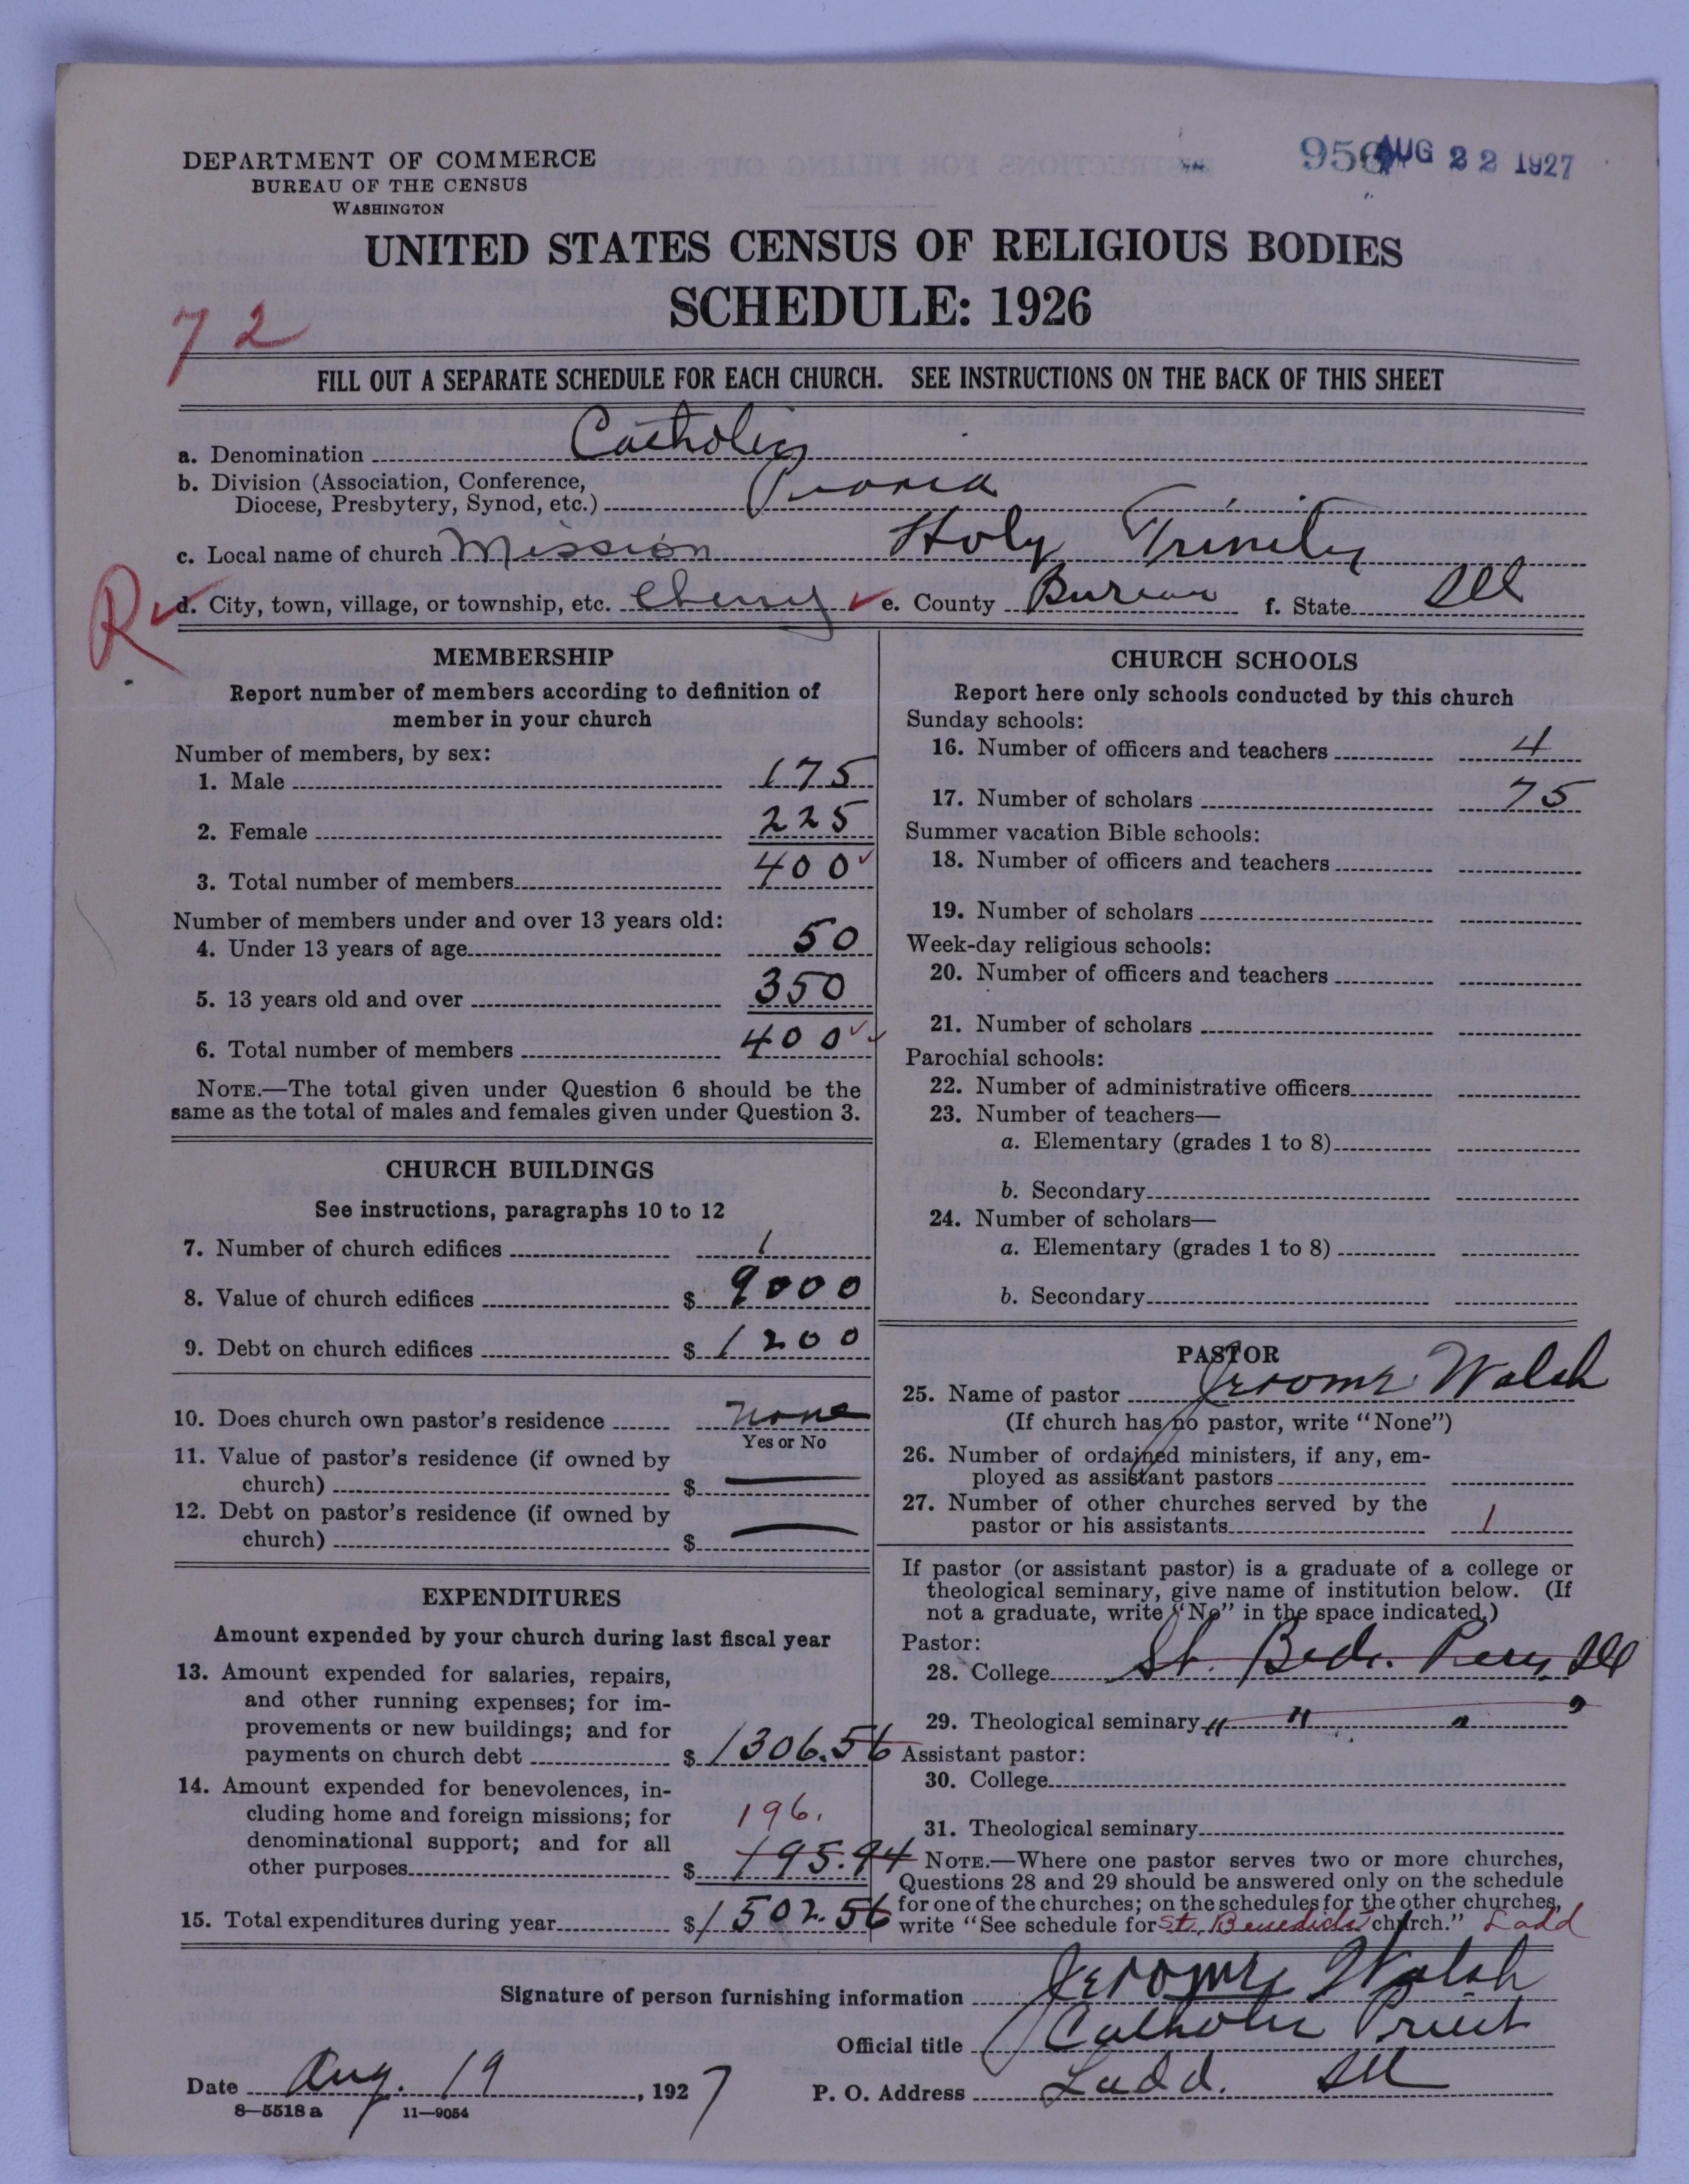 DEPARTMENT OF COMMERCE
BUREAU OF THE CENSUS
WASHINGTON
956 AUG 22 1927
UNITED STATES CENSUS OF RELIGIOUS BODIES
SCHEDULE: 1926
72
FILL OUT A SEPARATE SCHEDULE FOR EACH CHURCH. SEE INSTRUCTIONS ON THE BACK OF THIS SHEET
a. Denomination Catholic
b. Division (Association, Conference,
Diocese, Presbytery, Synod, etc.) Peoria
c. Local name of church Mission Holy Trinity
R d. City, town, village, or township, etc. Cherry e. County Bureau f. State Ill
MEMBERSHIP
Report number of members according to definition of
member in your church
Number of members, by sex:
1. Male 175
2. Female 225
3. Total number of members 400
Number of members under and over 13 years old:
4. Under 13 years of age 50
5. 13 years old and over 350
6. Total number of members 400
NOTE.—The total given under Question 6 should be the
same as the total of males and females given under Question 3.
CHURCH BUILDINGS
See instructions, paragraphs 10 to 12
7. Number of church edifices 1
8. Value of church edifices $ 9000
9. Debt on church edifices $ 1200
10. Does church own pastor's residence none
Yes or No
11. Value of pastor's residence (if owned by
church) $ —
12. Debt on pastor's residence (if owned by
church) $ —
EXPENDITURES
Amount expended by your church during last fiscal year
13. Amount expended for salaries, repairs,
and other running expenses; for im-
provements or new buildings; and for
payments on church debt $ 1306.56
14. Amount expended for benevolences, in-
cluding home and foreign missions; for
196.
denominational support; and for all
other purposes $ 195.94
15. Total expenditures during year $ 1502.56
CHURCH SCHOOLS
Report here only schools conducted by this church
Sunday schools:
16. Number of officers and teachers 4
17. Number of scholars 75
Summer vacation Bible schools:
18. Number of officers and teachers
19. Number of scholars
Week-day religious schools:
20. Number of officers and teachers
21. Number of scholars
Parochial schools:
22. Number of administrative officers
23. Number of teachers—
a. Elementary (grades 1 to 8)
b. Secondary
24. Number of scholars—
a. Elementary (grades 1 to 8)
b. Secondary
PASTOR
25. Name of pastor Jerome Walsh
(If church has no pastor, write "None")
26. Number of ordained ministers, if any, em-
ployed as assistant pastors
27. Number of other churches served by the
pastor or his assistants 1
If pastor (or assistant pastor) is a graduate of a college or
theological seminary, give name of institution below. (If
not a graduate, write "No" in the space indicated.)
Pastor:
28. College St. Bede. Peru, Ill
29. Theological seminary " " " "
Assistant pastor:
30. College
31. Theological seminary
NOTE.—Where one pastor serves two or more churches,
Questions 28 and 29 should be answered only on the schedule
for one of the churches; on the schedules for the other churches,
write "See schedule for St. Benedicts church." Ladd
Signature of person furnishing information Jerome Walsh
Official title Catholic Priest
Date Aug. 19, 1927 P. O. Address Ladd. Ill
8—5518 a 11—9054